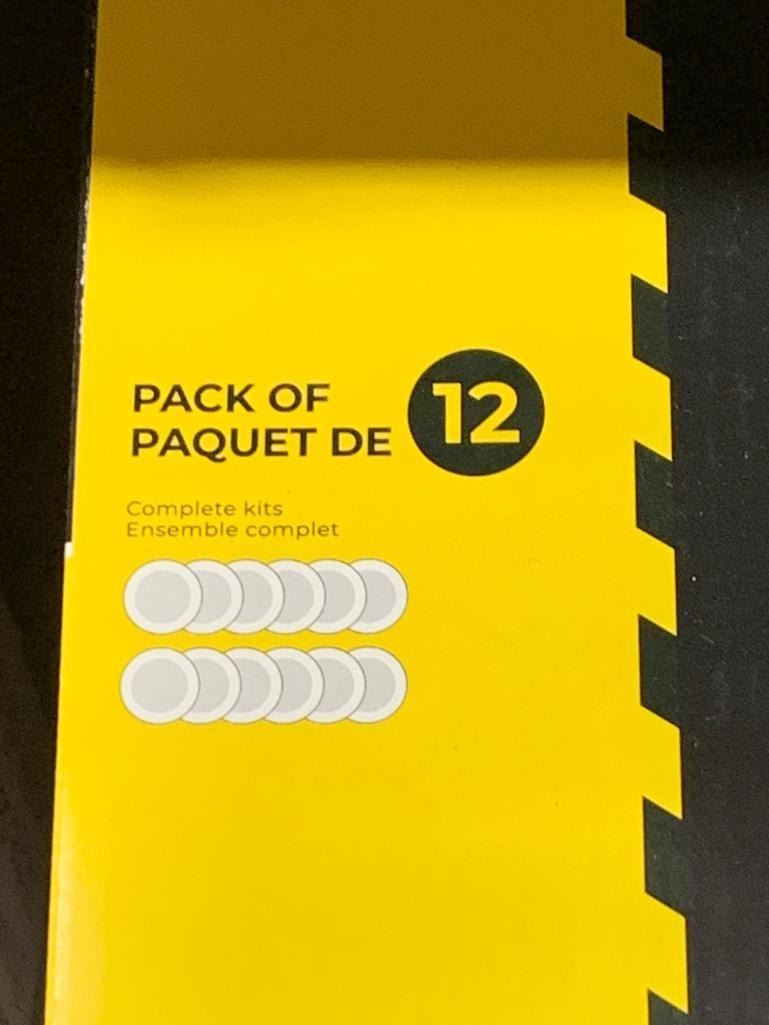 PACK OF
PAQUET DE
12
Complete kits
Ensemble complet